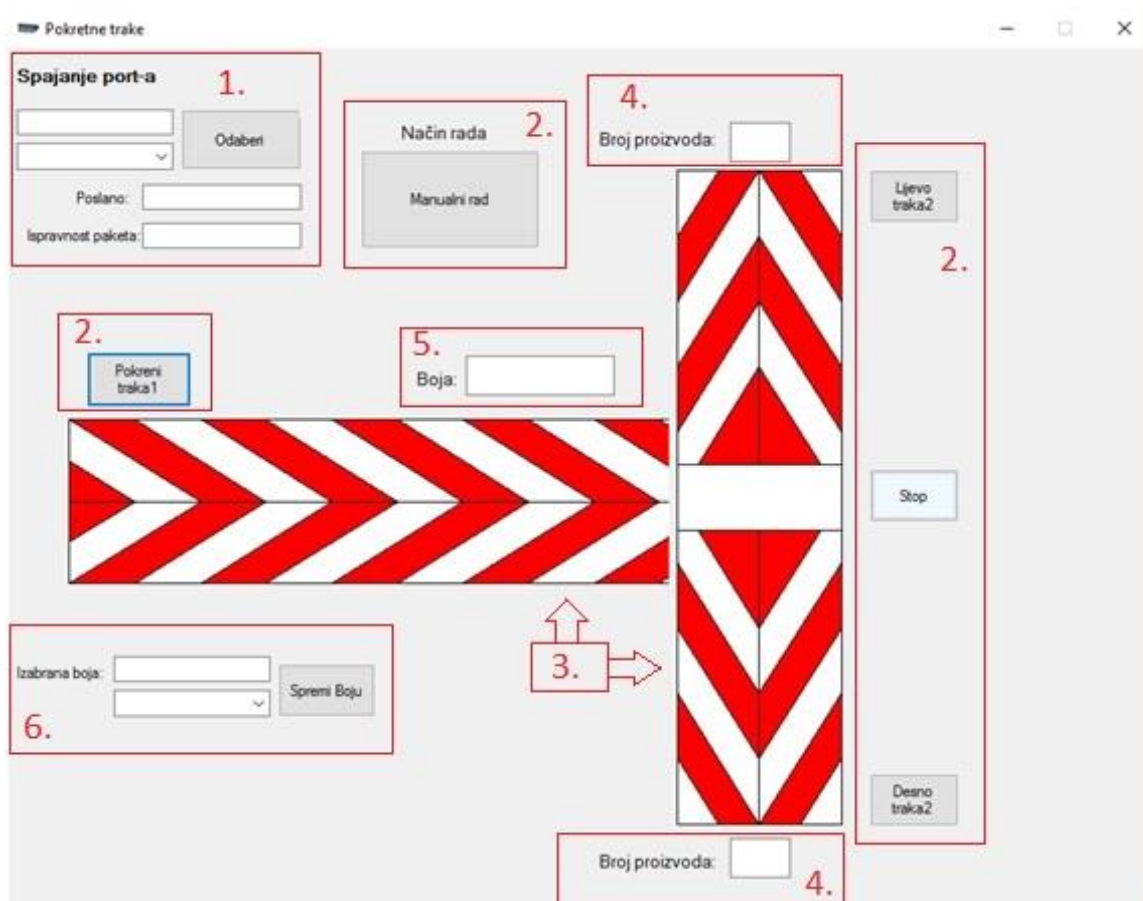 Pokretne trake
Spajanje port-a
1.
Odaberi
Poslano:
Ispravnost paketa:
Način rada
2.
Manualni rad
4.
Broj proizvoda:
Lijevo
traka2
2.
2.
Pokreni
traka1
5.
Boja:
Stop
3.
Izabrana boja:
Spremi Boju
6.
Desno
traka2
Broj proizvoda:
4.